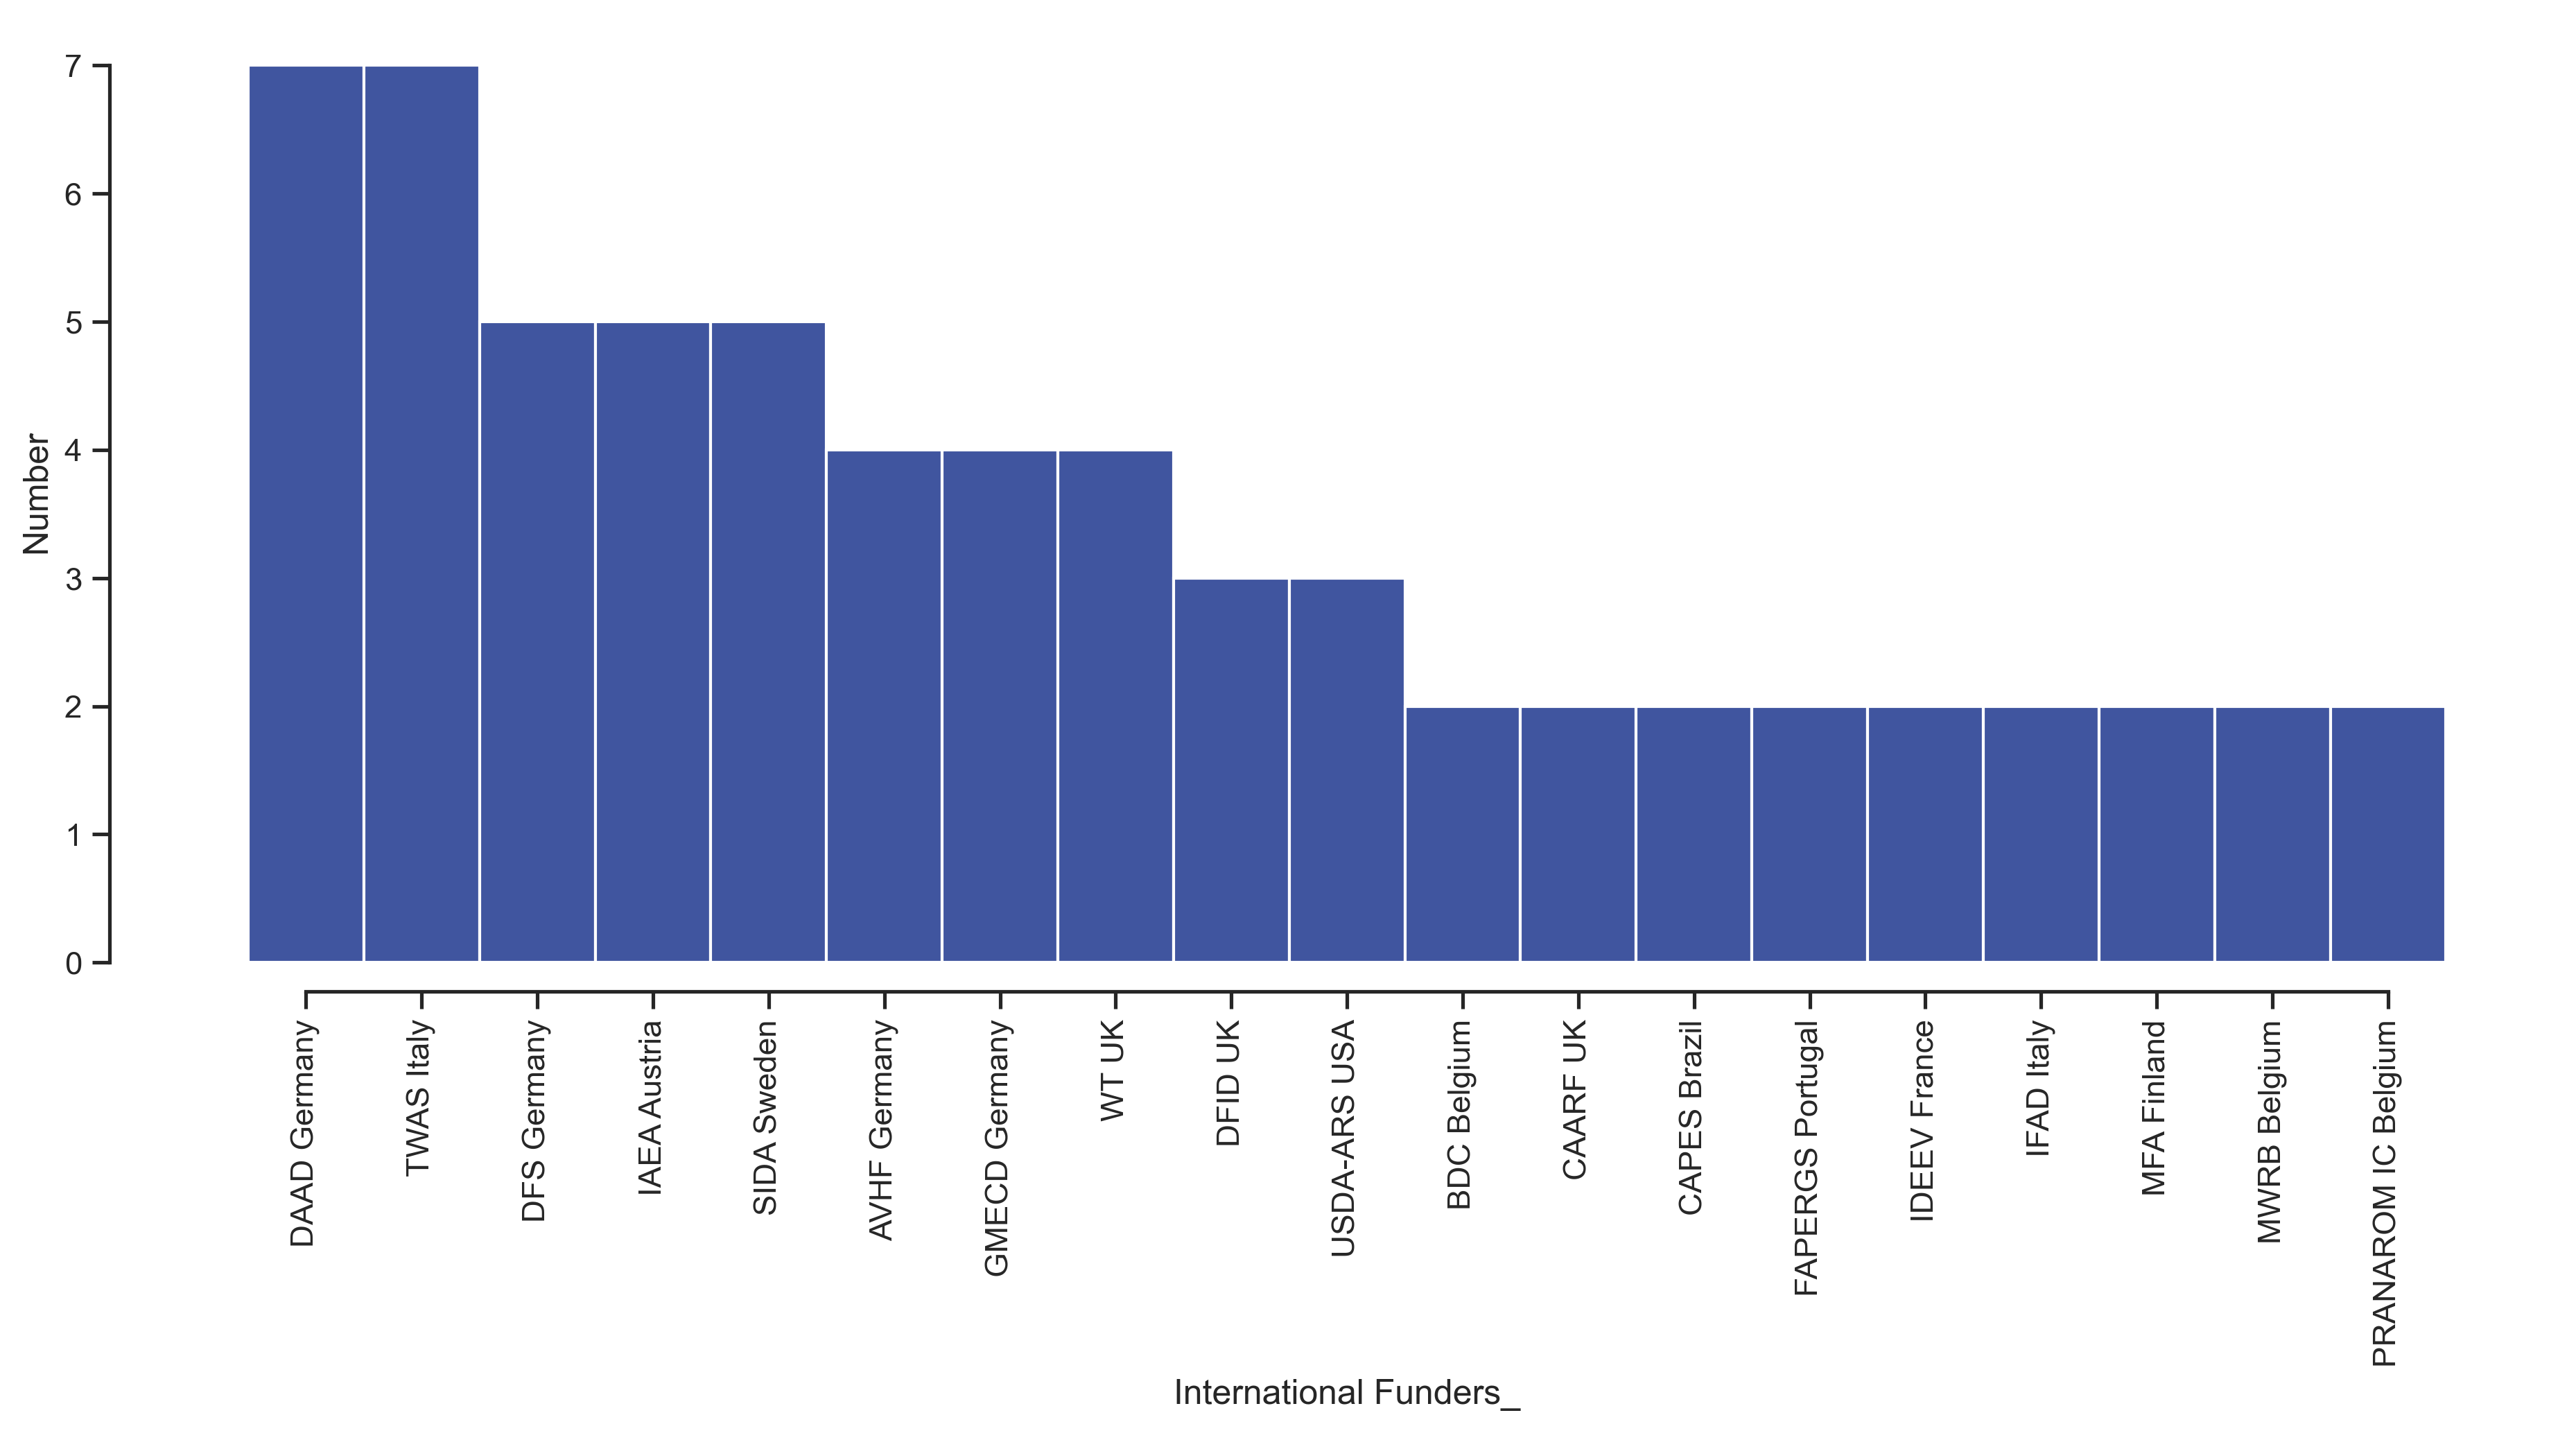 7
6
5
4
3
2
1
0
Number
DAAD Germany
TWAS Italy
DFS Germany
IAEA Austria
SIDA Sweden
AVHF Germany
GMECD Germany
WT UK
DFID UK
USDA-ARS USA
BDC Belgium
CAARF UK
CAPES Brazil
FAPERGS Portugal
IDEEV France
IFAD Italy
MFA Finland
MWRB Belgium
PRANAROM IC Belgium
International Funders_